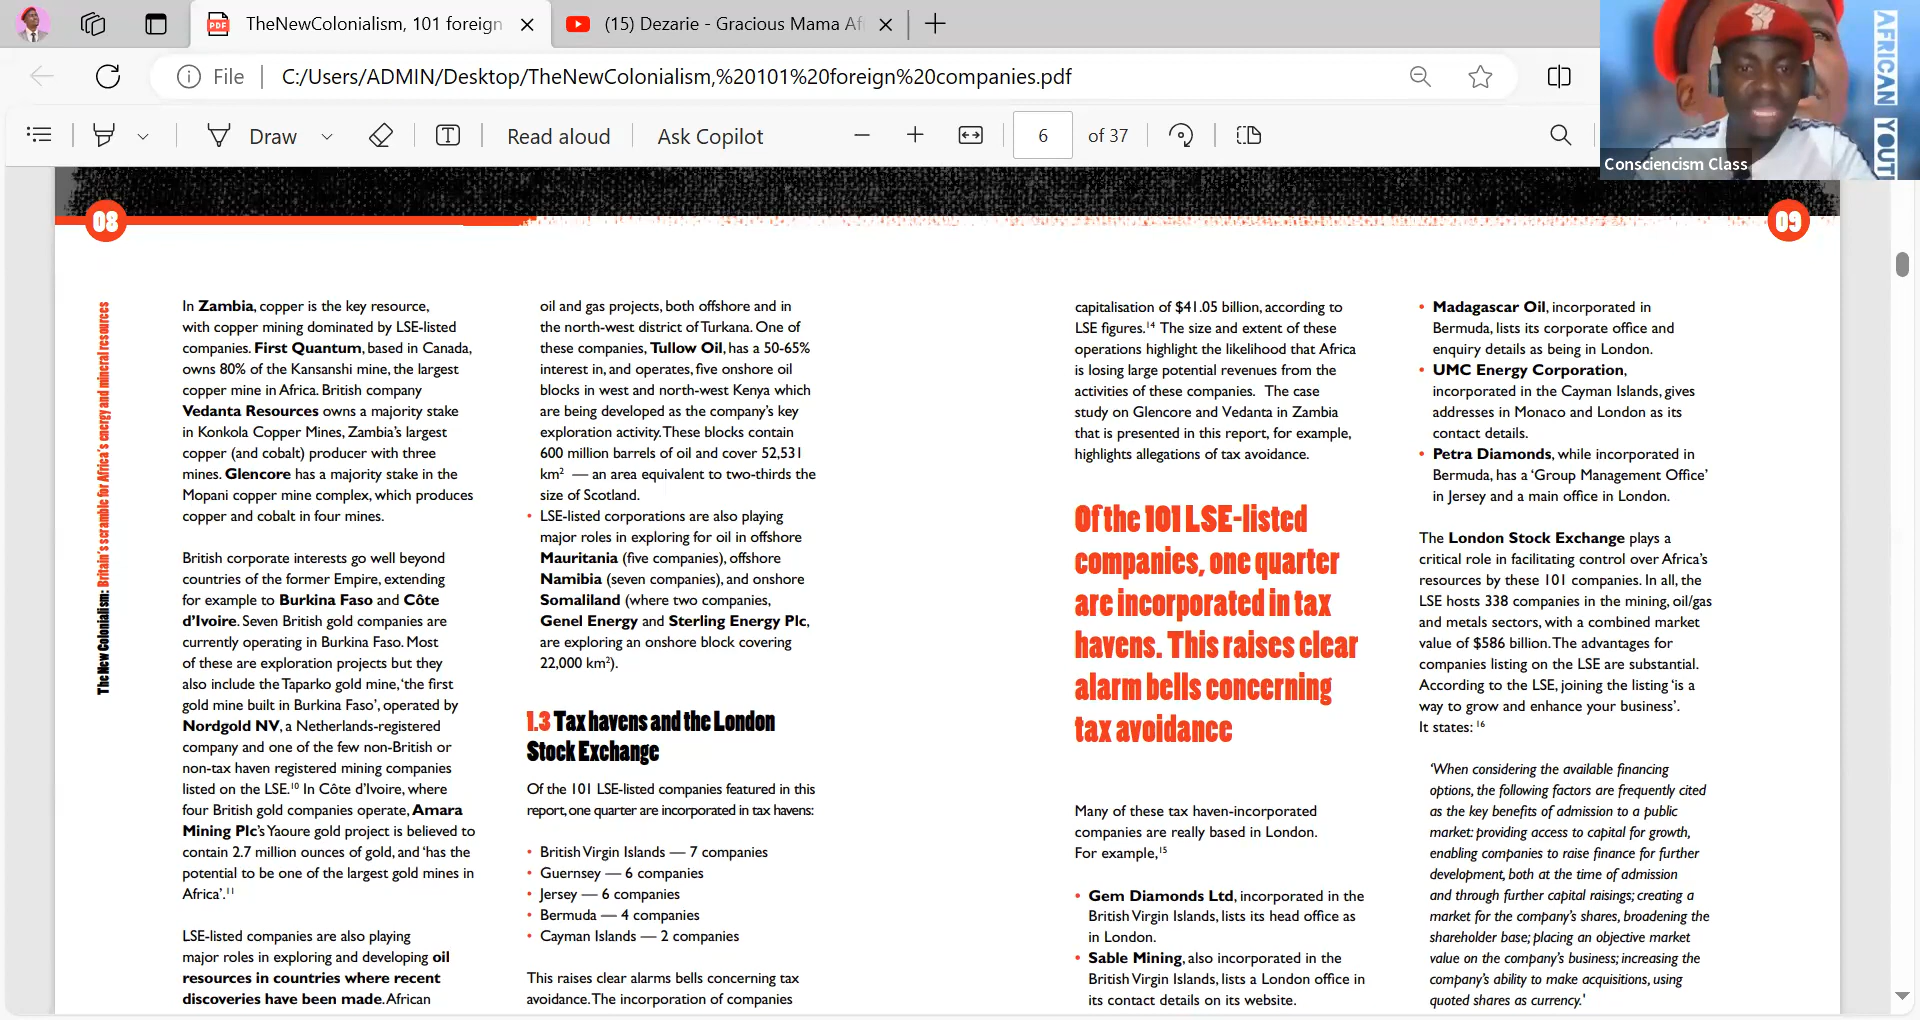 TheNewColonialism, 101 foreign
(15) Dezarie - Gracious Mama Af
File
C:/Users/ADMIN/Desktop/TheNewColonialism,%20101%20foreign%20companies.pdf
Draw
Read aloud
Ask Copilot
6
of 37
Consciencism Class
AFRICAN YOUT
08
09
The New Colonialism: Britain's scramble for Africa's energy and mineral resources
In Zambia, copper is the key resource,
with copper mining dominated by LSE-listed
companies. First Quantum, based in Canada,
owns 80% of the Kansanshi mine, the largest
copper mine in Africa. British company
Vedanta Resources owns a majority stake
in Konkola Copper Mines, Zambia's largest
copper (and cobalt) producer with three
mines. Glencore has a majority stake in the
Mopani copper mine complex, which produces
copper and cobalt in four mines.
British corporate interests go well beyond
countries of the former Empire, extending
for example to Burkina Faso and Côte
d'Ivoire. Seven British gold companies are
currently operating in Burkina Faso. Most
of these are exploration projects but they
also include the Taparko gold mine, 'the first
gold mine built in Burkina Faso', operated by
Nordgold NV, a Netherlands-registered
company and one of the few non-British or
non-tax haven registered mining companies
listed on the LSE.10 In Côte d'Ivoire, where
four British gold companies operate, Amara
Mining Plc's Yaoure gold project is believed to
contain 2.7 million ounces of gold, and 'has the
potential to be one of the largest gold mines in
Africa'.11
LSE-listed companies are also playing
major roles in exploring and developing oil
resources in countries where recent
discoveries have been made. African
oil and gas projects, both offshore and in
the north-west district of Turkana. One of
these companies, Tullow Oil, has a 50-65%
interest in, and operates, five onshore oil
blocks in west and north-west Kenya which
are being developed as the company's key
exploration activity. These blocks contain
600 million barrels of oil and cover 52,531
km2 — an area equivalent to two-thirds the
size of Scotland.
• LSE-listed corporations are also playing
major roles in exploring for oil in offshore
Mauritania (five companies), offshore
Namibia (seven companies), and onshore
Somaliland (where two companies,
Genel Energy and Sterling Energy Plc,
are exploring an onshore block covering
22,000 km2).
1.3 Tax havens and the London
Stock Exchange
Of the 101 LSE-listed companies featured in this
report, one quarter are incorporated in tax havens:
• British Virgin Islands — 7 companies
• Guernsey — 6 companies
• Jersey — 6 companies
• Bermuda — 4 companies
• Cayman Islands — 2 companies
This raises clear alarms bells concerning tax
avoidance. The incorporation of companies
capitalisation of $41.05 billion, according to
LSE figures.14 The size and extent of these
operations highlight the likelihood that Africa
is losing large potential revenues from the
activities of these companies. The case
study on Glencore and Vedanta in Zambia
that is presented in this report, for example,
highlights allegations of tax avoidance.
Of the 101 LSE-listed
companies, one quarter
are incorporated in tax
havens. This raises clear
alarm bells concerning
tax avoidance
Many of these tax haven-incorporated
companies are really based in London.
For example,15
• Gem Diamonds Ltd, incorporated in the
British Virgin Islands, lists its head office as
in London.
• Sable Mining, also incorporated in the
British Virgin Islands, lists a London office in
its contact details on its website.
• Madagascar Oil, incorporated in
Bermuda, lists its corporate office and
enquiry details as being in London.
• UMC Energy Corporation,
incorporated in the Cayman Islands, gives
addresses in Monaco and London as its
contact details.
• Petra Diamonds, while incorporated in
Bermuda, has a 'Group Management Office'
in Jersey and a main office in London.
The London Stock Exchange plays a
critical role in facilitating control over Africa's
resources by these 101 companies. In all, the
LSE hosts 338 companies in the mining, oil/gas
and metals sectors, with a combined market
value of $586 billion. The advantages for
companies listing on the LSE are substantial.
According to the LSE, joining the listing 'is a
way to grow and enhance your business'.
It states: 16
'When considering the available financing
options, the following factors are frequently cited
as the key benefits of admission to a public
market: providing access to capital for growth,
enabling companies to raise finance for further
development, both at the time of admission
and through further capital raisings; creating a
market for the company's shares, broadening the
shareholder base; placing an objective market
value on the company's business; increasing the
company's ability to make acquisitions, using
quoted shares as currency.'